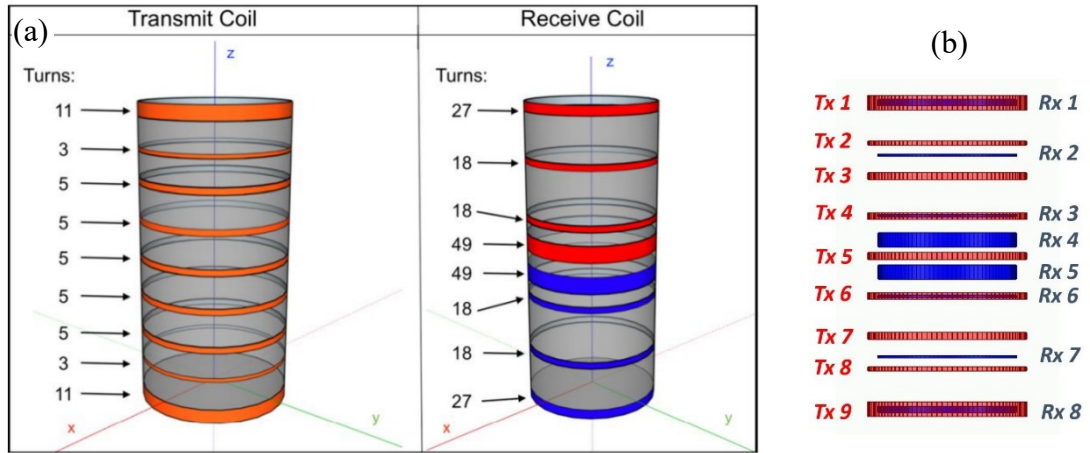 (a)
Transmit Coil
Receive Coil
z
Turns:
11
3
5
5
5
5
5
3
11
x
y
z
Turns:
27
18
18
49
49
18
18
27
x
y
(b)
Tx 1
Rx 1
Tx 2
Rx 2
Tx 3
Tx 4
Rx 3
Rx 4
Tx 5
Rx 5
Tx 6
Rx 6
Tx 7
Rx 7
Tx 8
Tx 9
Rx 8